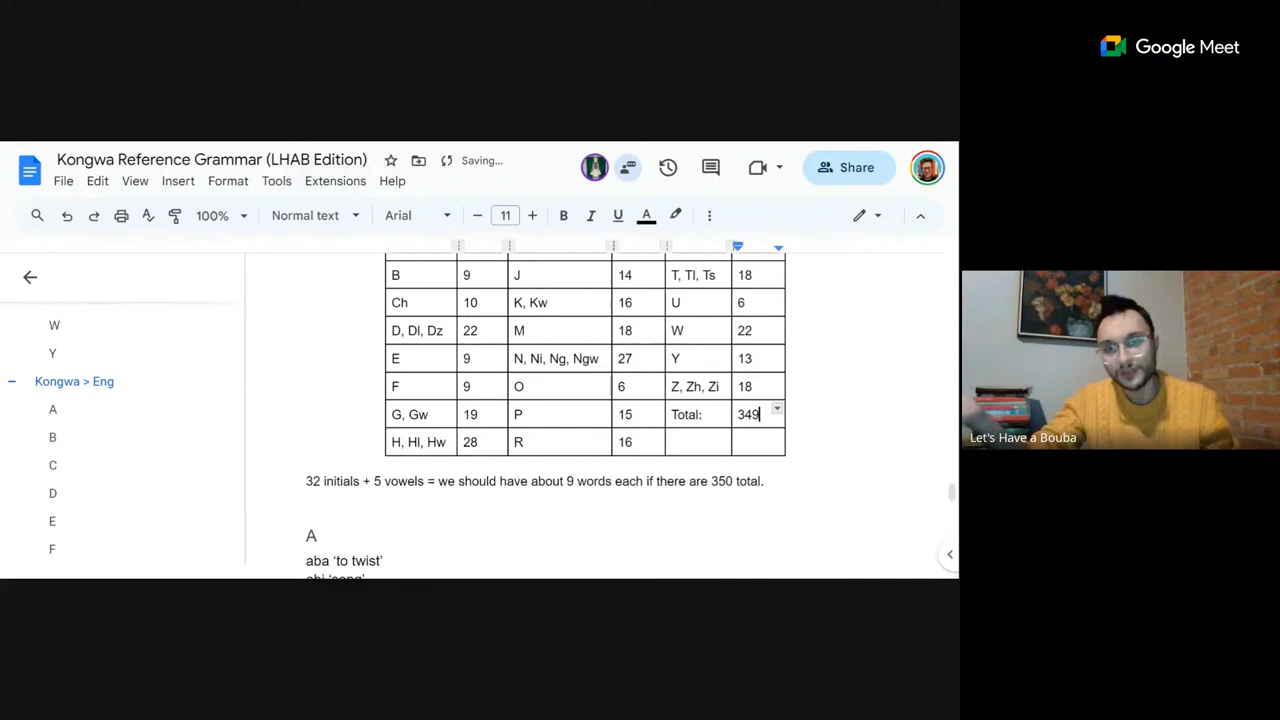 Google Meet
Kongwa Reference Grammar (LHAB Edition) Saving...
File Edit View Insert Format Tools Extensions Help
Share
100% Normal text Arial 11 B I U A
B 9 J 14 T, Tl, Ts 18
Ch 10 K, Kw 16 U 6
D, Dl, Dz 22 M 18 W 22
E 9 N, Ni, Ng, Ngw 27 Y 13
F 9 O 6 Z, Zh, Zi 18
G, Gw 19 P 15 Total: 349
H, Hl, Hw 28 R 16
32 initials + 5 vowels = we should have about 9 words each if there are 350 total.
A
aba ‘to twist’
W
Y
Kongwa > Eng
A
B
C
D
E
F
Let's Have a Bouba